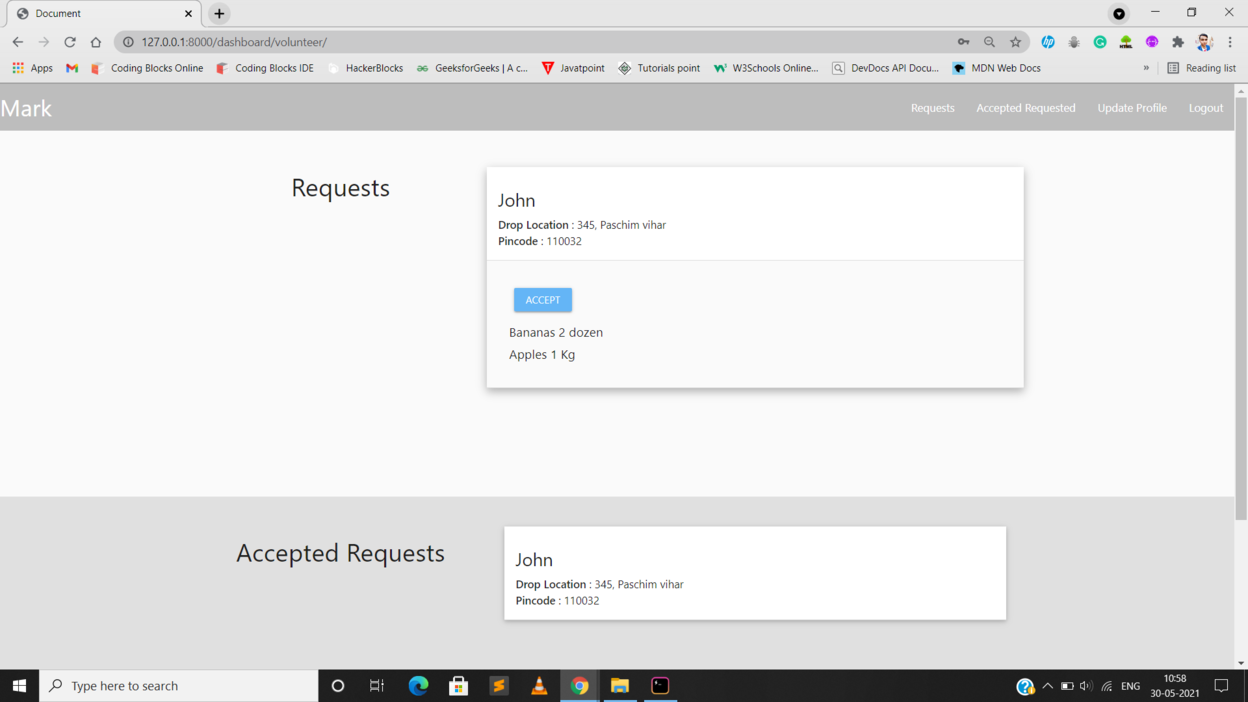 Document
127.0.0.1:8000/dashboard/volunteer/
Apps
Coding Blocks Online
Coding Blocks IDE
HackerBlocks
GeeksforGeeks | A c...
Javatpoint
Tutorials point
W3Schools Online...
DevDocs API Docu...
MDN Web Docs
»
Reading list
Mark
Requests
Accepted Requested
Update Profile
Logout
Requests
John
Drop Location : 345, Paschim vihar
Pincode : 110032
ACCEPT
Bananas 2 dozen
Apples 1 Kg
Accepted Requests
John
Drop Location : 345, Paschim vihar
Pincode : 110032
Type here to search
ENG
10:58
30-05-2021